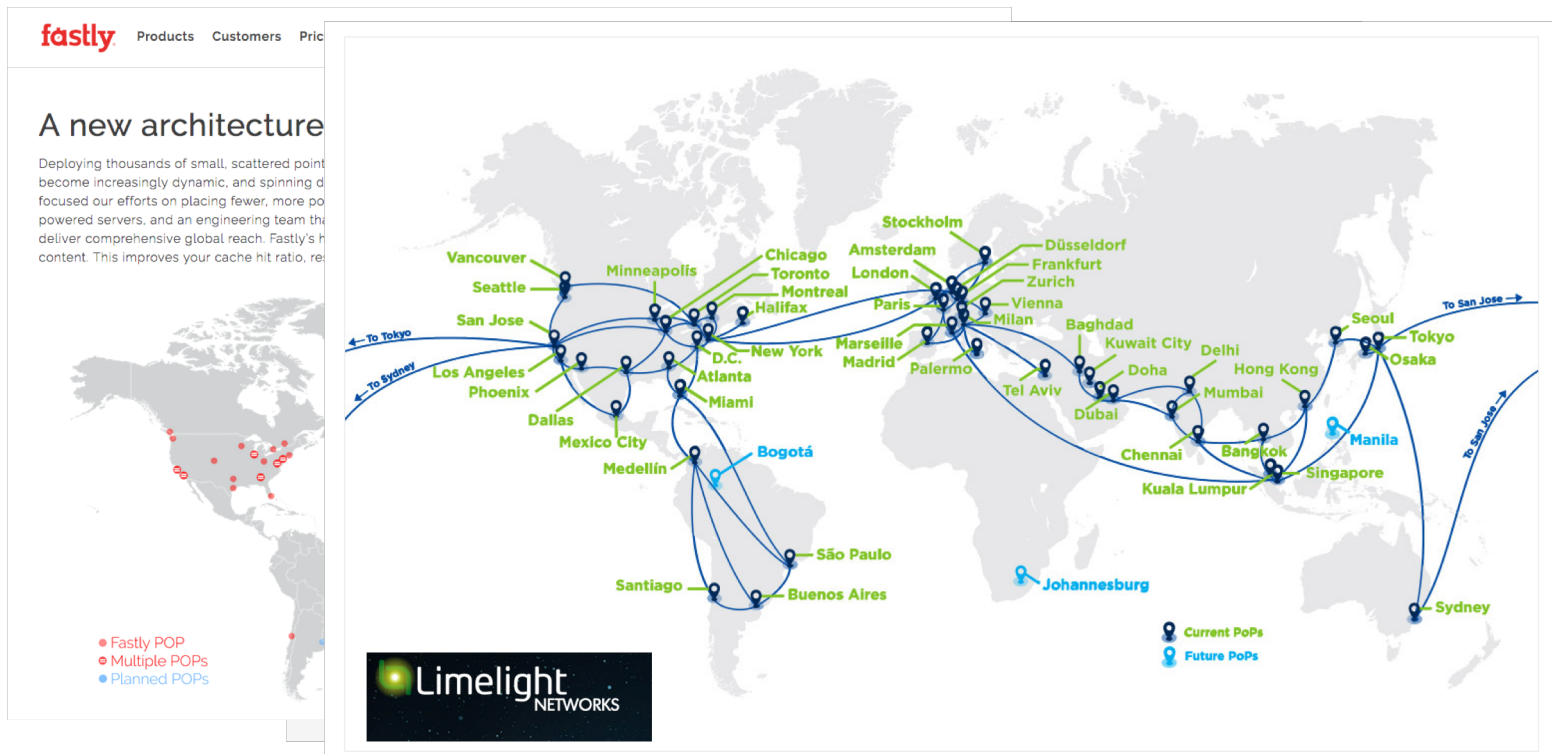 fastly
Products Customers Pric
A new architecture
Deploying thousands of small, scattered point
become increasingly dynamic, and spinning d
focused our efforts on placing fewer, more po
powered servers, and an engineering team tha
deliver comprehensive global reach. Fastly's h
content. This improves your cache hit ratio, res
Fastly POP
Multiple POPs
Planned POPs
Stockholm
Amsterdam
Düsseldorf
London
Frankfurt
Zurich
Paris
Vienna
Milan
Marseille
Madrid
Palermo
Vancouver
Seattle
Minneapolis
Chicago
Toronto
Montreal
Halifax
San Jose
New York
D.C.
Los Angeles
Atlanta
Phoenix
Miami
Dallas
Mexico City
Medellín
Bogotá
São Paulo
Santiago
Buenos Aires
To Tokyo
To Sydney
Baghdad
Kuwait City
Tel Aviv
Doha
Dubai
Delhi
Mumbai
Hong Kong
Chennai
Bangkok
Kuala Lumpur
Singapore
Seoul
Tokyo
Osaka
Manila
Johannesburg
Sydney
To San Jose
To San Jose
Current PoPs
Future PoPs
Limelight
NETWORKS